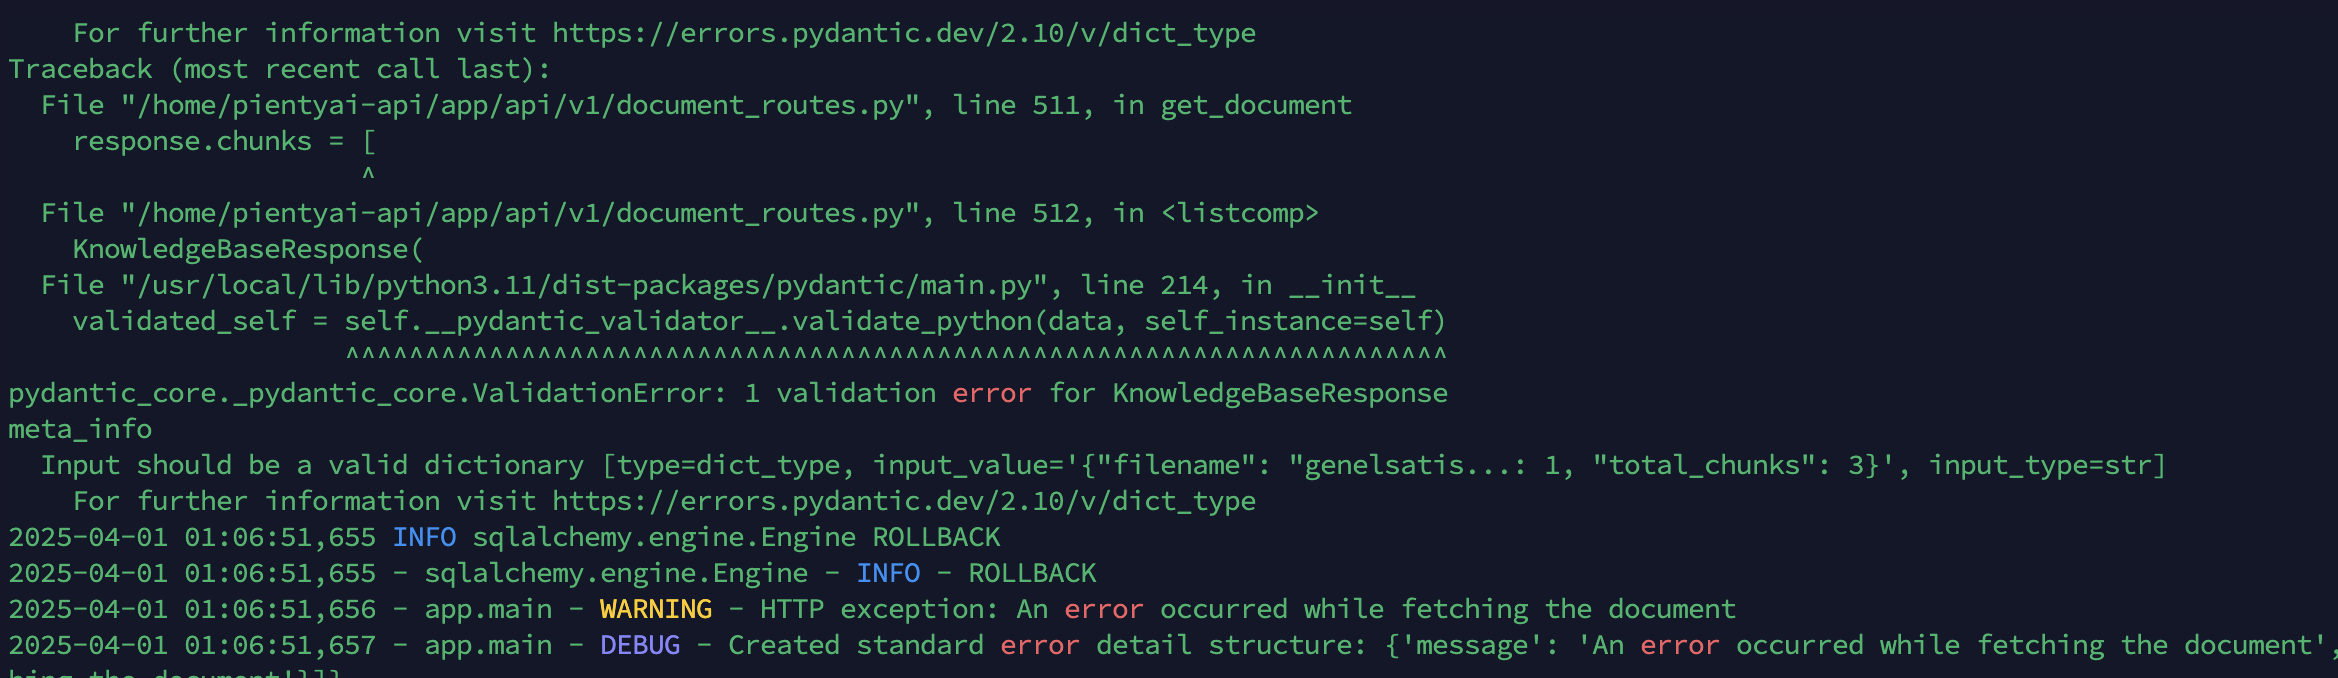 For further information visit https://errors.pydantic.dev/2.10/v/dict_type
Traceback (most recent call last):
  File "/home/pientyai-api/app/api/v1/document_routes.py", line 511, in get_document
    response.chunks = [
                      ^
  File "/home/pientyai-api/app/api/v1/document_routes.py", line 512, in <listcomp>
    KnowledgeBaseResponse(
  File "/usr/local/lib/python3.11/dist-packages/pydantic/main.py", line 214, in __init__
    validated_self = self.__pydantic_validator__.validate_python(data, self_instance=self)
                     ^^^^^^^^^^^^^^^^^^^^^^^^^^^^^^^^^^^^^^^^^^^^^^^^^^^^^^^^^^^^^^^^^^^^^
pydantic_core._pydantic_core.ValidationError: 1 validation error for KnowledgeBaseResponse
meta_info
  Input should be a valid dictionary [type=dict_type, input_value='{"filename": "genelsatis...: 1, "total_chunks": 3}', input_type=str]
    For further information visit https://errors.pydantic.dev/2.10/v/dict_type
2025-04-01 01:06:51,655 INFO sqlalchemy.engine.Engine ROLLBACK
2025-04-01 01:06:51,655 - sqlalchemy.engine.Engine - INFO - ROLLBACK
2025-04-01 01:06:51,656 - app.main - WARNING - HTTP exception: An error occurred while fetching the document
2025-04-01 01:06:51,657 - app.main - DEBUG - Created standard error detail structure: {'message': 'An error occurred while fetching the document',
hing the document'}]}